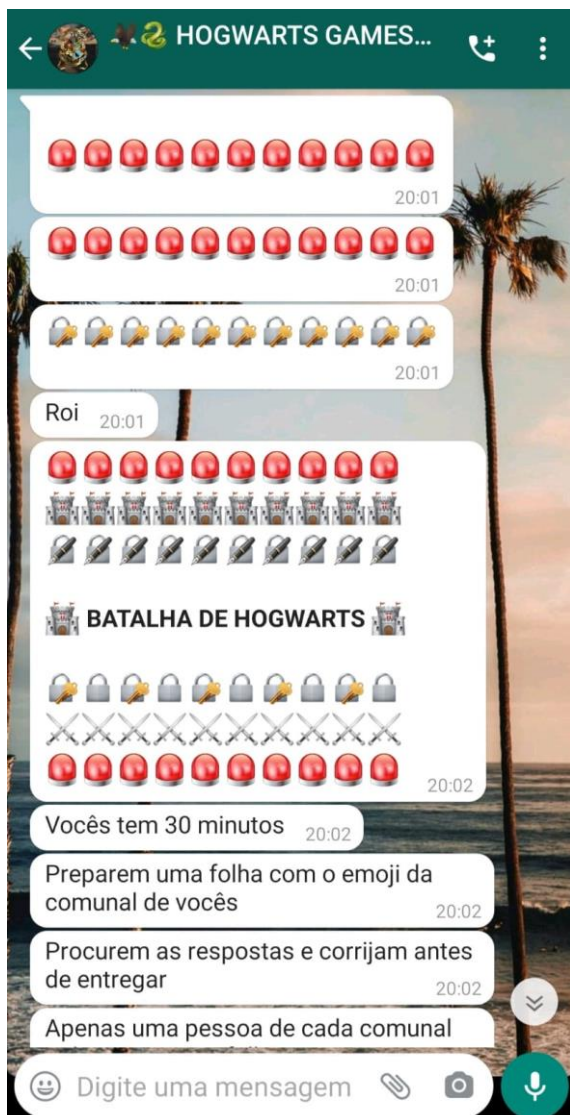 HOGWARTS GAMES...
20:01
20:01
20:01
Roi 20:01
BATALHA DE HOGWARTS
20:02
Vocês tem 30 minutos 20:02
Preparem uma folha com o emoji da
comunal de vocês 20:02
Procurem as respostas e corrijam antes
de entregar 20:02
Apenas uma pessoa de cada comunal
Digite uma mensagem